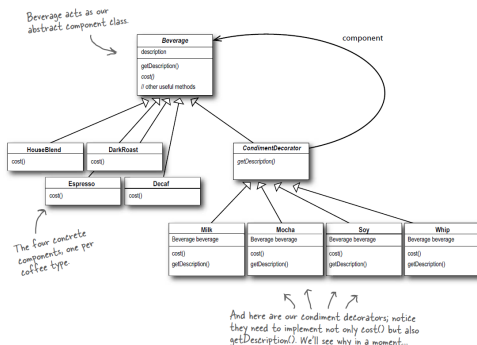 Beverage acts as our
abstract component class.
Beverage
description
getDescription()
cost()
// other useful methods
component
HouseBlend
cost()
DarkRoast
cost()
CondimentDecorator
getDescription()
Espresso
cost()
Decaf
cost()
The four concrete
components, one per
coffee type.
Milk
Beverage beverage
cost()
getDescription()
Mocha
Beverage beverage
cost()
getDescription()
Soy
Beverage beverage
cost()
getDescription()
Whip
Beverage beverage
cost()
getDescription()
And here are our condiment decorators; notice
they need to implement not only cost() but also
getDescription(). We'll see why in a moment...